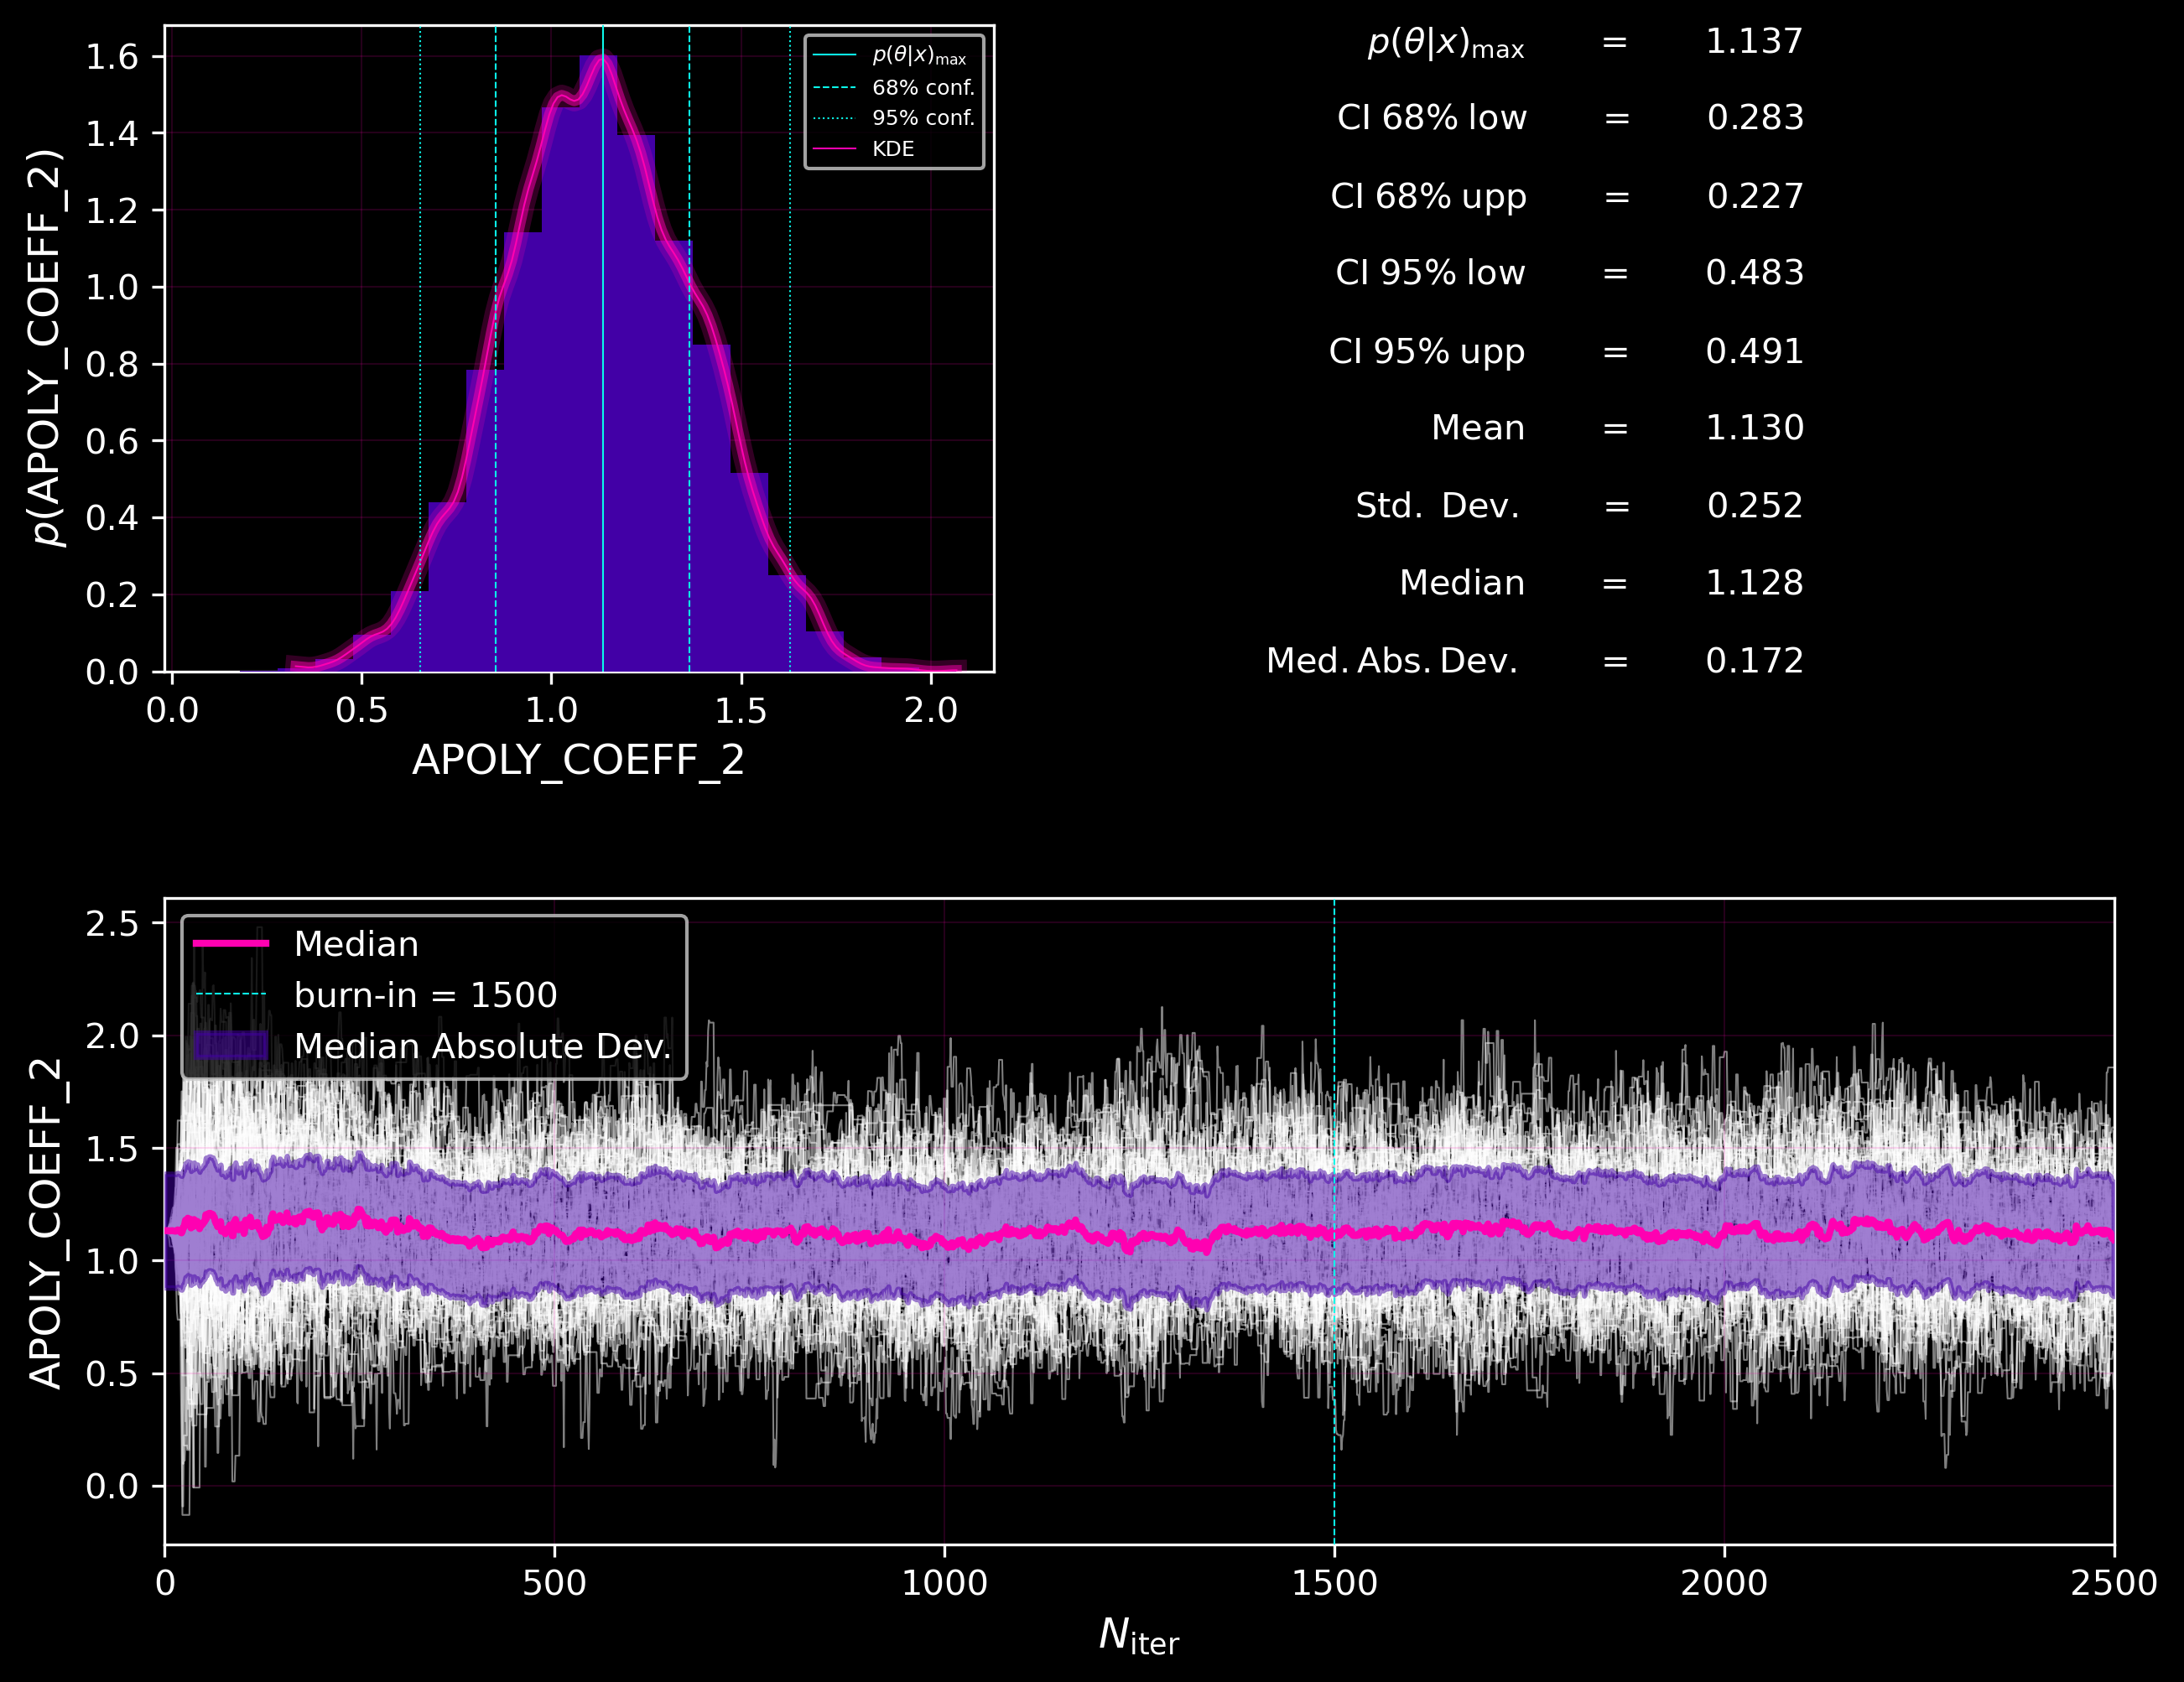 p(APOLY_COEFF_2)
1.6
1.4
1.2
1.0
0.8
0.6
0.4
0.2
0.0
0.0 0.5 1.0 1.5 2.0
APOLY_COEFF_2
p(θ|x)max
68% conf.
95% conf.
KDE
p(θ|x)max = 1.137
CI 68% low = 0.283
CI 68% upp = 0.227
CI 95% low = 0.483
CI 95% upp = 0.491
Mean = 1.130
Std. Dev. = 0.252
Median = 1.128
Med. Abs. Dev. = 0.172
APOLY_COEFF_2
2.5
2.0
1.5
1.0
0.5
0.0
Median
burn-in = 1500
Median Absolute Dev.
0 500 1000 1500 2000 2500
Niter